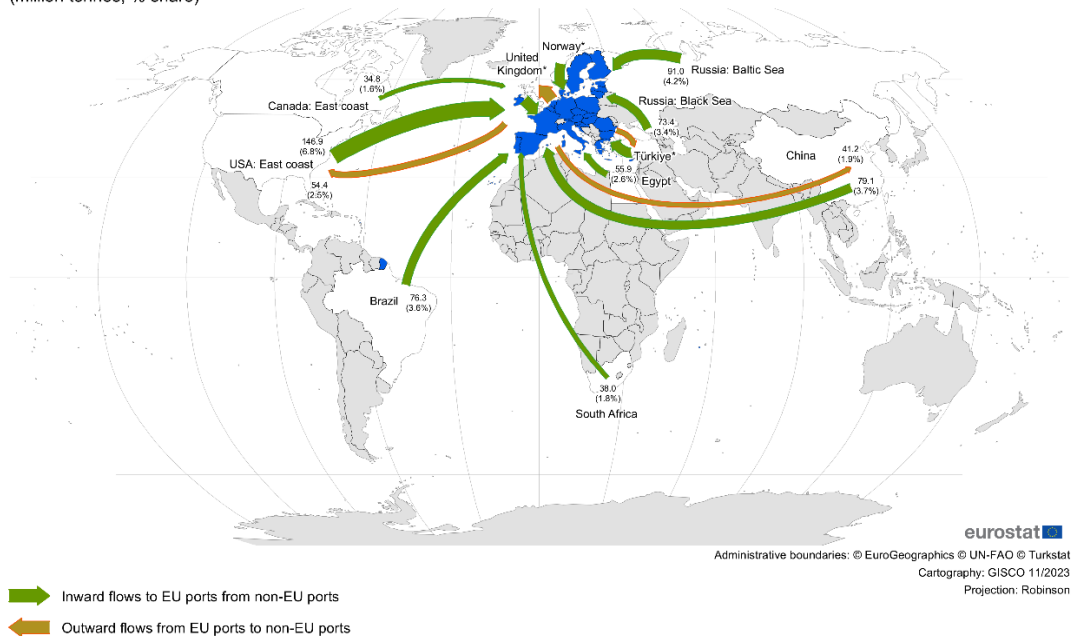 (million tonnes, % share)
Norway*
United
Kingdom*
34.8
(1.6%)
Canada: East coast
91.0
(4.2%)
Russia: Baltic Sea
Russia: Black Sea
73.4
(3.4%)
146.9
(6.8%)
USA: East coast
54.4
(2.5%)
Türkiye*
55.9
(2.6%)
Egypt
China
41.2
(1.9%)
79.1
(3.7%)
Brazil
76.3
(3.6%)
38.0
(1.8%)
South Africa
eurostat
Administrative boundaries: © EuroGeographics © UN-FAO © Turkstat
Cartography: GISCO 11/2023
Projection: Robinson
Inward flows to EU ports from non-EU ports
Outward flows from EU ports to non-EU ports